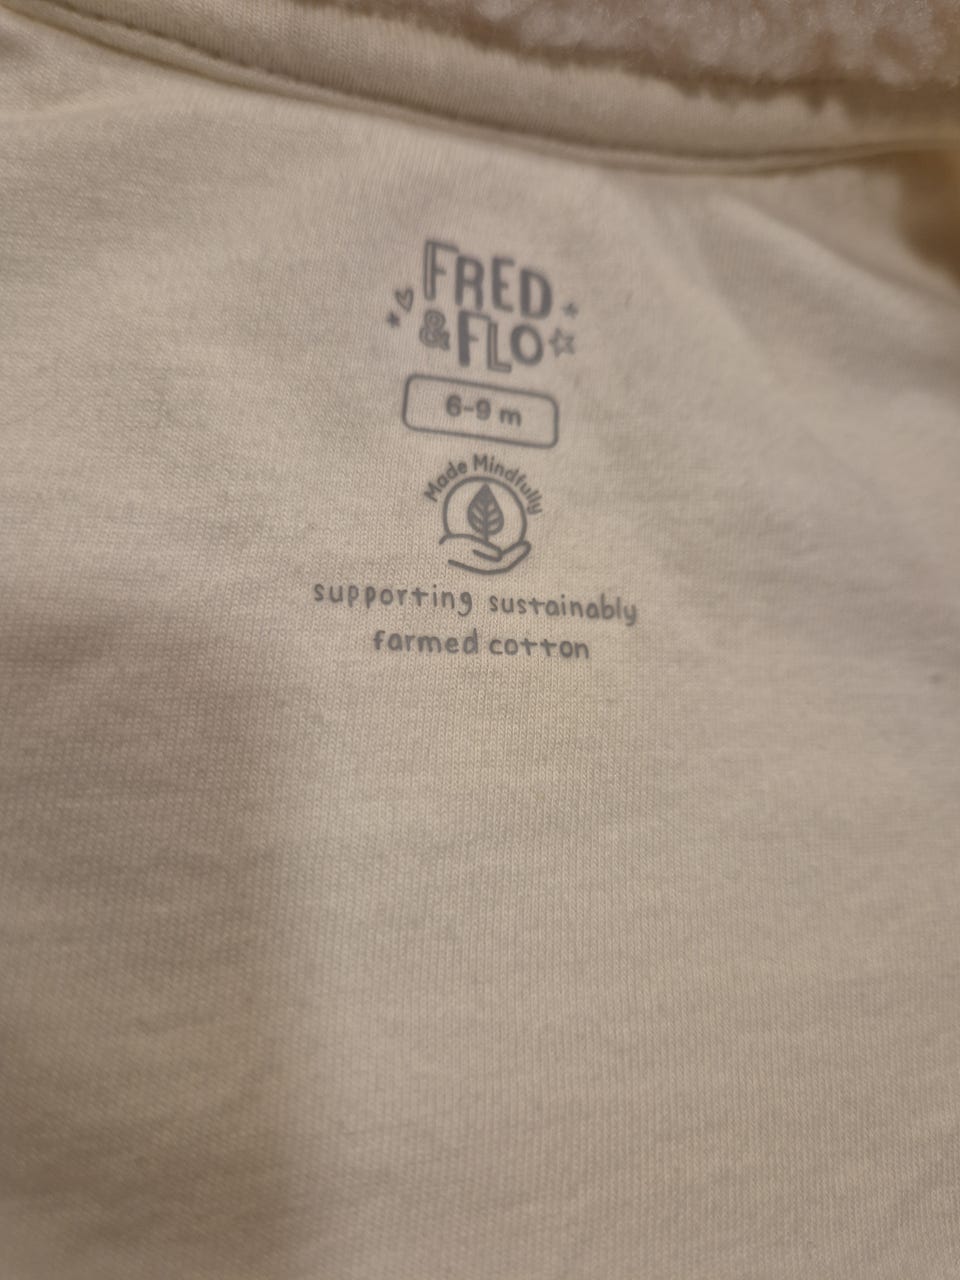 FRED
&FLO
6-9 m
Made Mindfully
supporting sustainably
farmed cotton